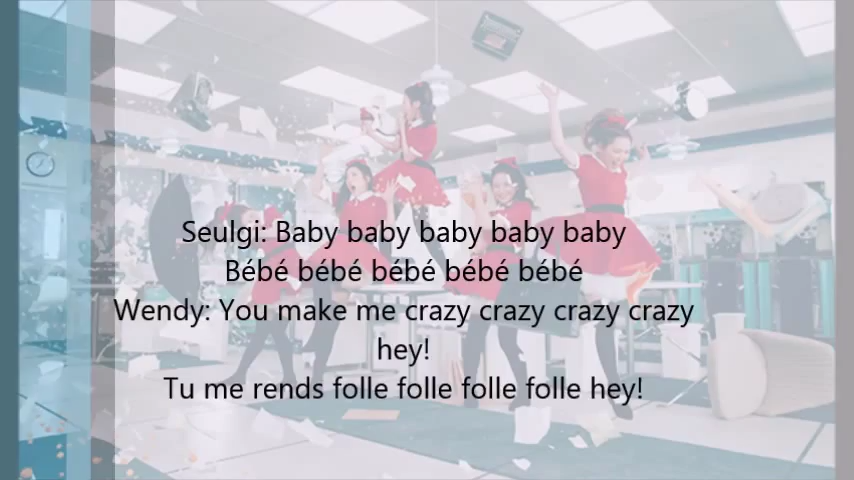 Seulgi: Baby baby baby baby baby
Bébé bébé bébé bébé bébé
Wendy: You make me crazy crazy crazy crazy
hey!
Tu me rends folle folle folle folle hey!